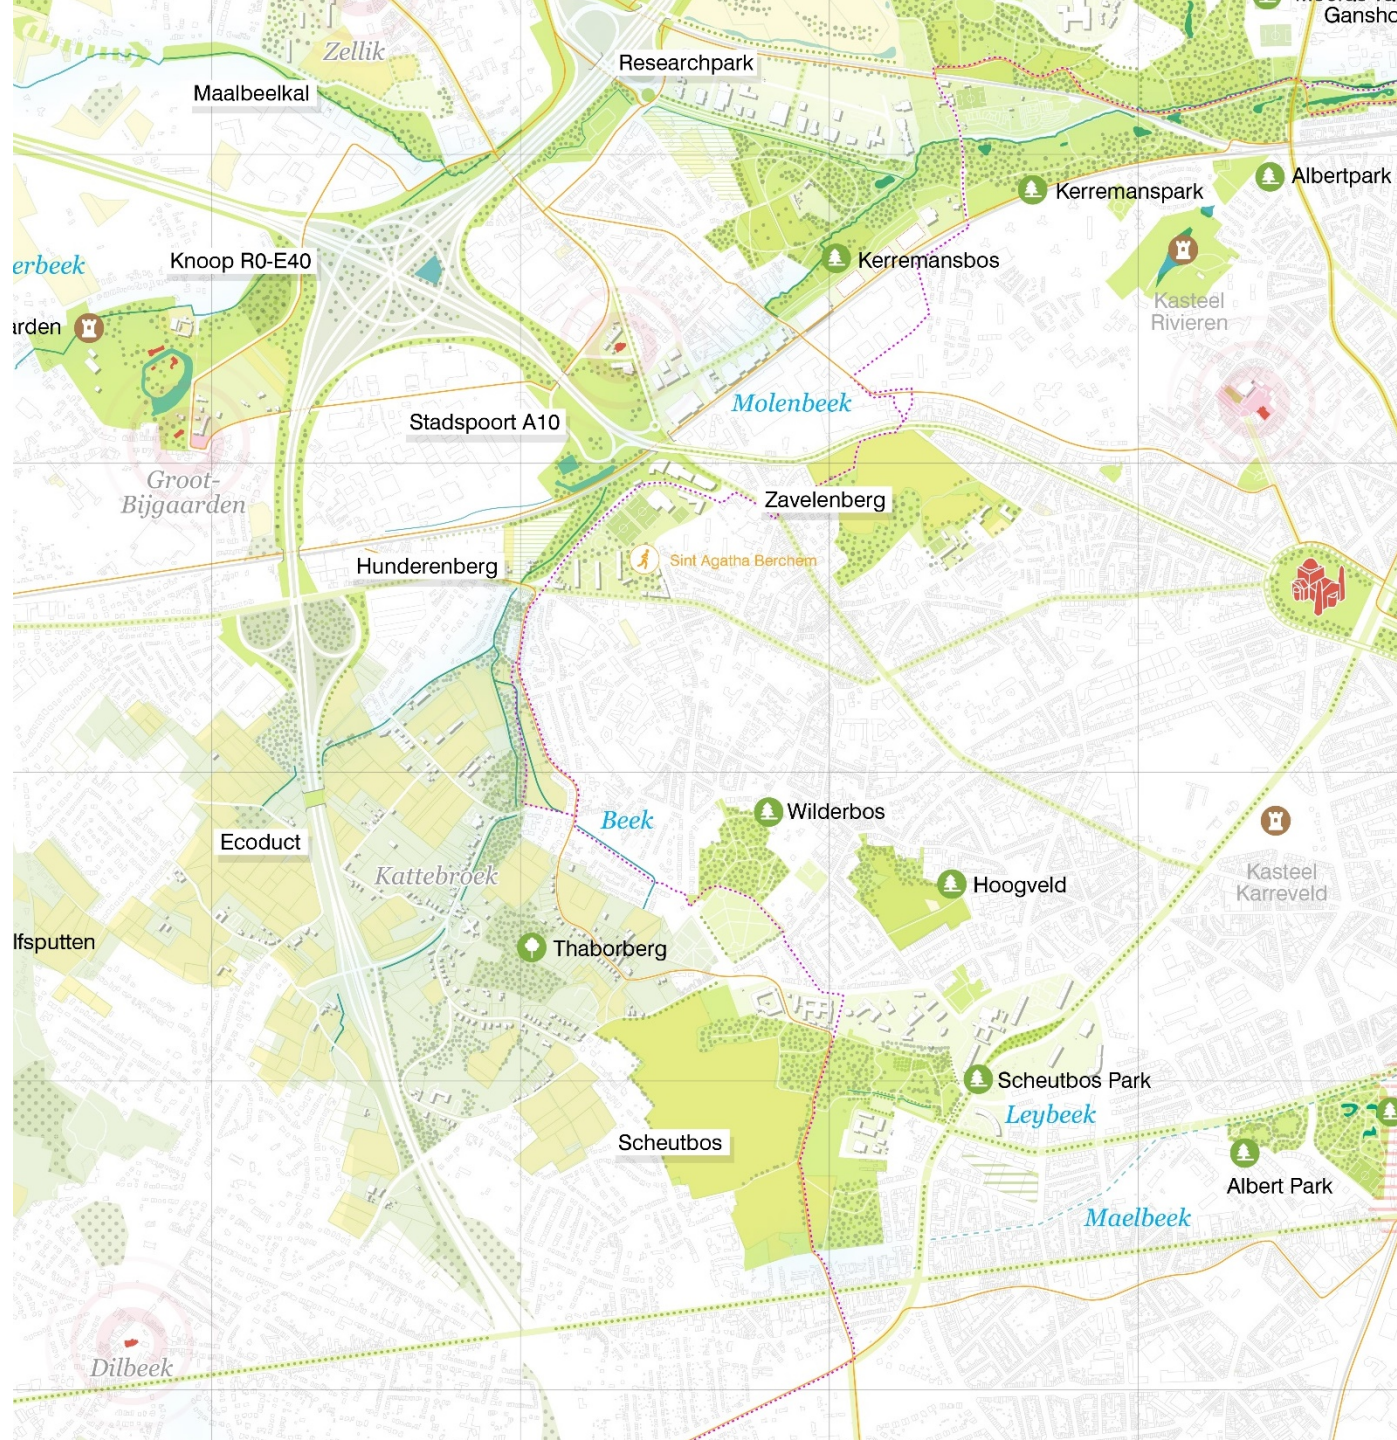 Gansho
Zellik
Researchpark
Maalbeelkal
Albertpark
Kerremanspark
erbeek
Knoop R0-E40
Kerremansbos
Kasteel
Rivieren
arden
Molenbeek
Stadspoort A10
Groot-
Bijgaarden
Zavelenberg
Sint Agatha Berchem
Hunderenberg
Wilderbos
Beek
Ecoduct
Kattebroek
Hoogveld
Kasteel
Karreveld
lfsputten
Thaborberg
Scheutbos Park
Leybeek
Scheutbos
Albert Park
Maelbeek
Dilbeek